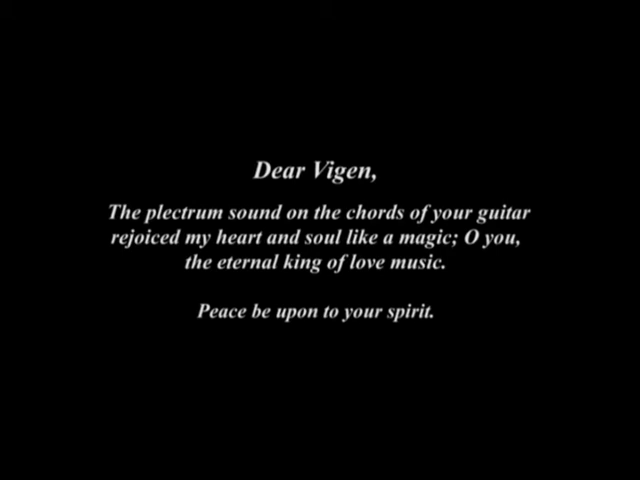 Dear Vigen,
The plectrum sound on the chords of your guitar
rejoiced my heart and soul like a magic; O you,
the eternal king of love music.
Peace be upon to your spirit.